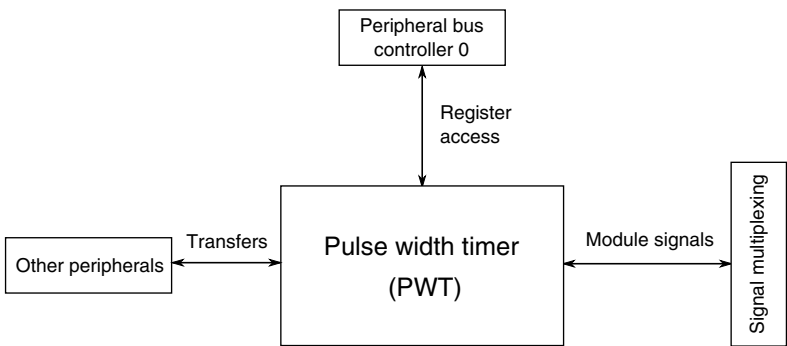 Peripheral bus
controller 0
Register
access
Transfers
Other peripherals
Pulse width timer
(PWT)
Module signals
Signal multiplexing